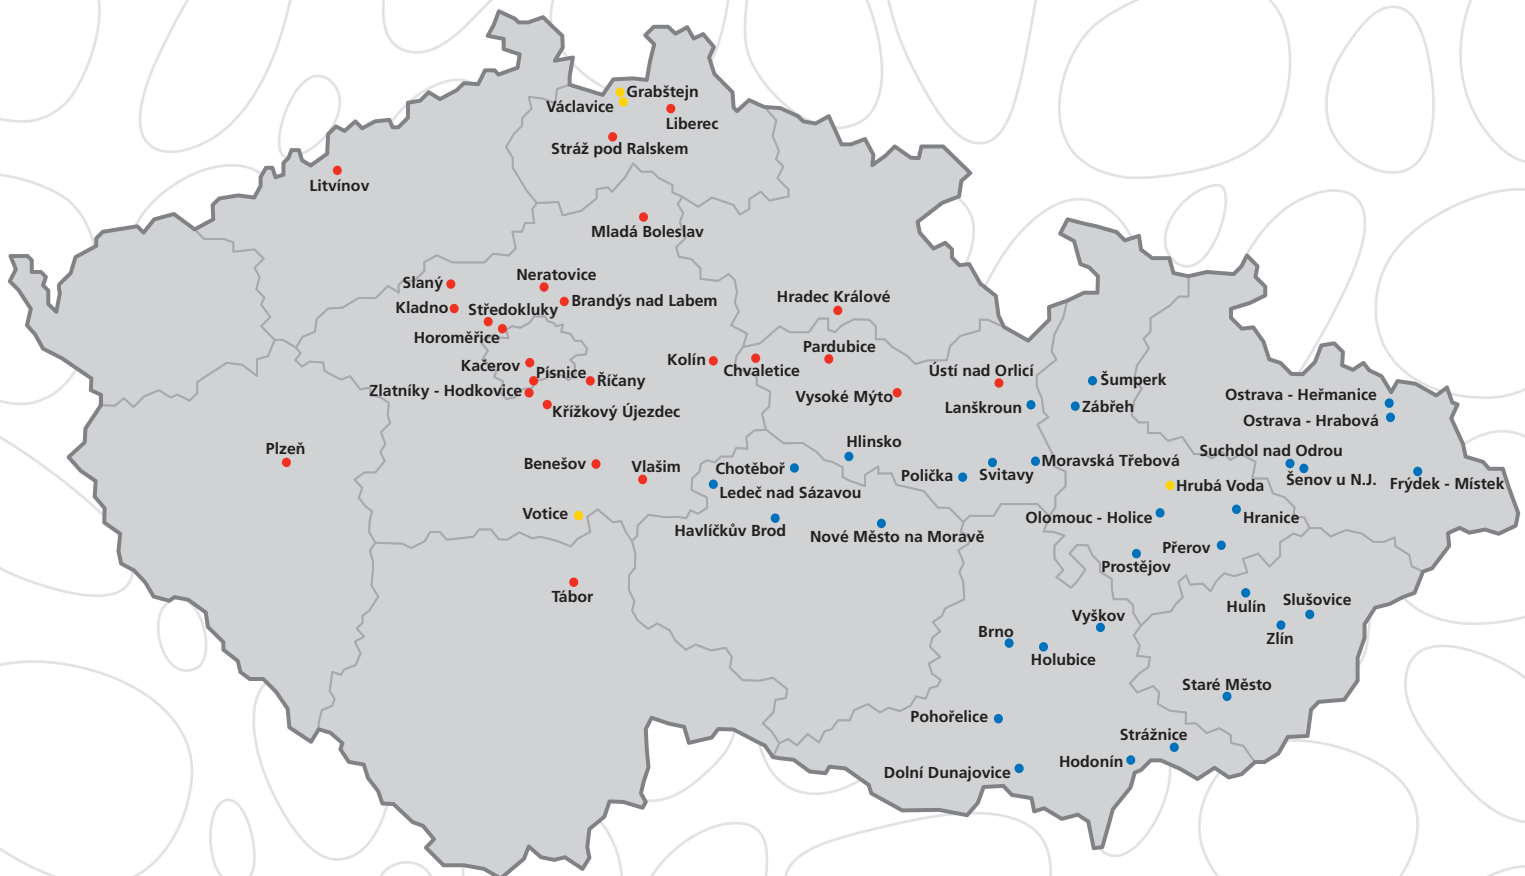 Grabštejn
Václavice
Liberec
Stráž pod Ralskem
Litvínov
Mladá Boleslav
Neratovice
Slaný
Brandýs nad Labem
Kladno
Středokluky
Hradec Králové
Horoměřice
Pardubice
Kačerov
Písnice
Kolín
Chvaletice
Ústí nad Orlicí
Říčany
Šumperk
Zlatníky - Hodkovice
Vysoké Mýto
Ostrava - Heřmanice
Křížkový Újezdec
Lanškroun
Zábřeh
Ostrava - Hrabová
Hlinsko
Plzeň
Suchdol nad Odrou
Benešov
Vlašim
Chotěboř
Moravská Třebová
Polička
Svitavy
Šenov u N.J.
Frýdek - Místek
Hrubá Voda
Ledeč nad Sázavou
Votice
Olomouc - Holice
Hranice
Havlíčkův Brod
Nové Město na Moravě
Přerov
Prostějov
Tábor
Hulín
Slušovice
Vyškov
Brno
Zlín
Holubice
Staré Město
Pohořelice
Strážnice
Hodonín
Dolní Dunajovice